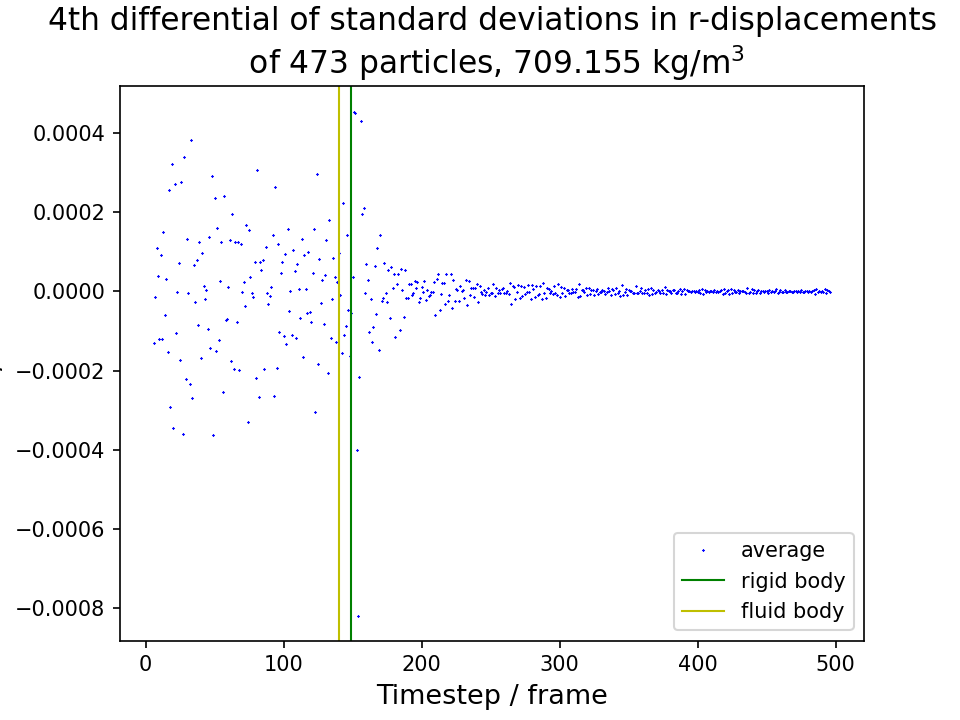 4th differential of standard deviations in r-displacements
of 473 particles, 709.155 kg/m³
0.0004
0.0002
0.0000
−0.0002
−0.0004
−0.0006
−0.0008
average
rigid body
fluid body
0 100 200 300 400 500
Timestep / frame